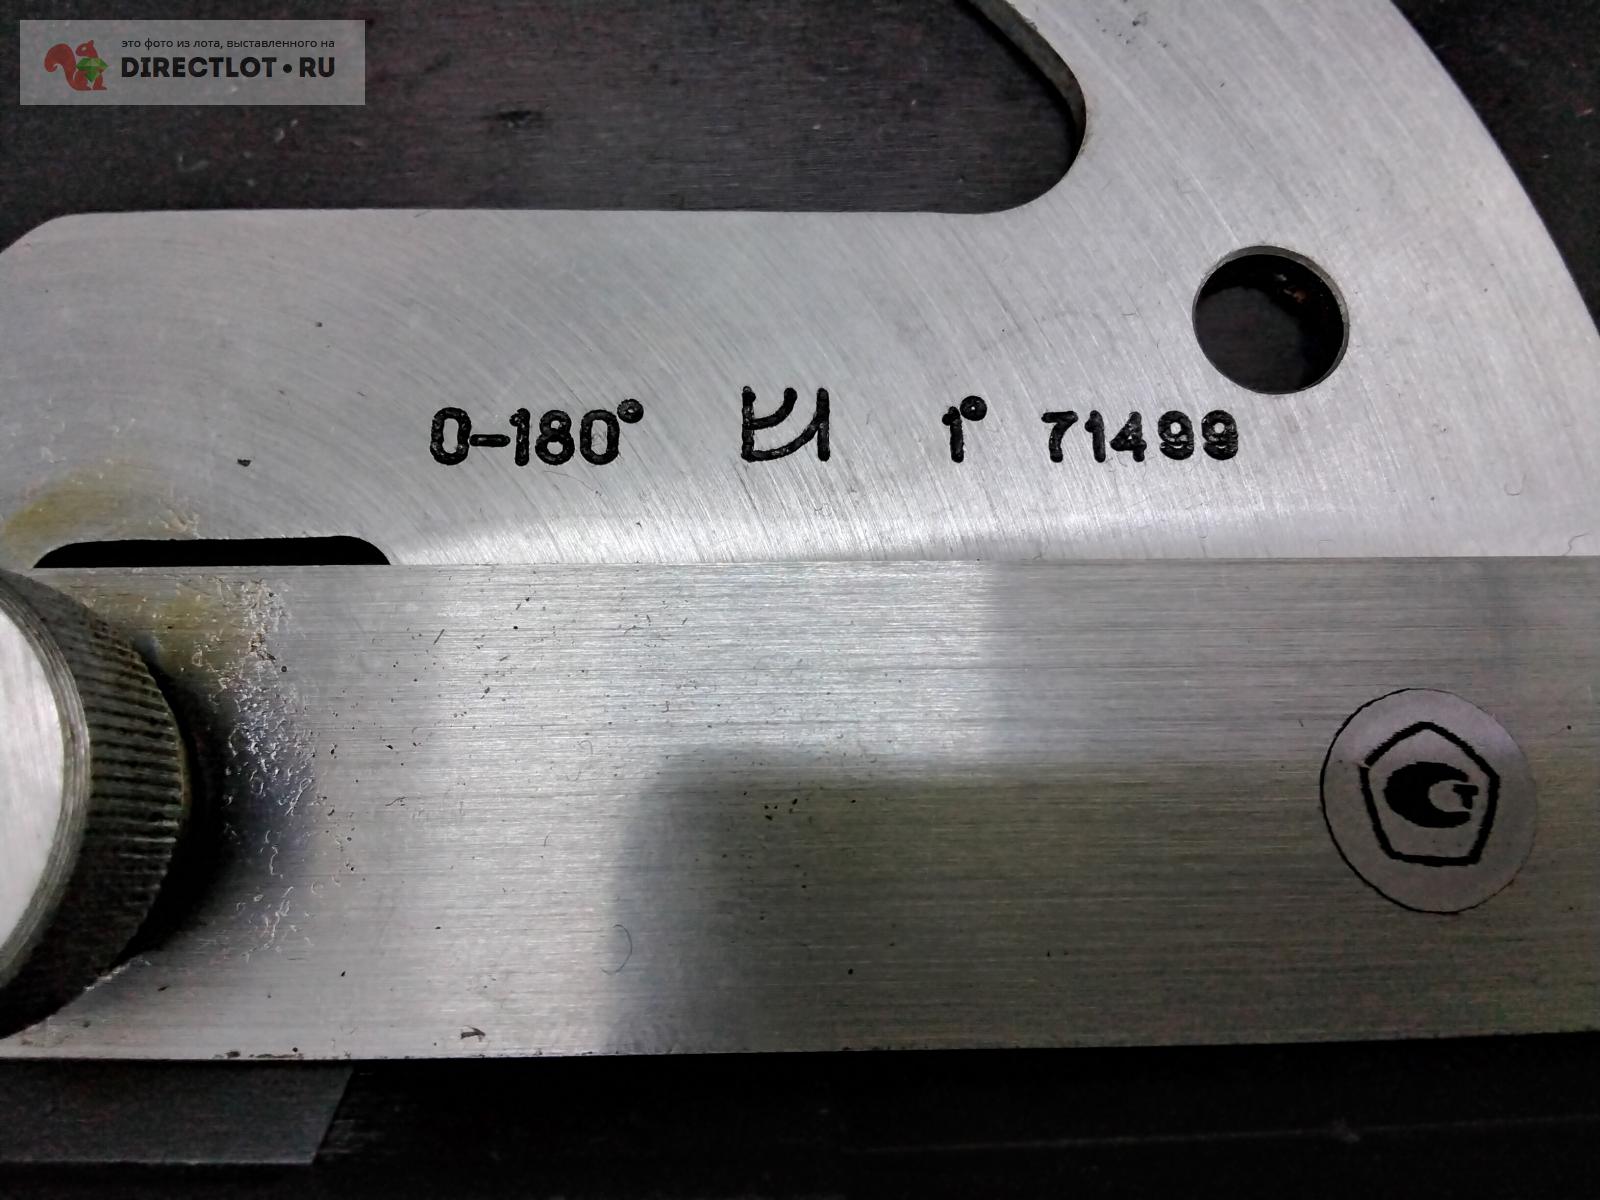 это фото из лота, выставленного на
DIRECTLOT•RU
0-180° 1° 71499